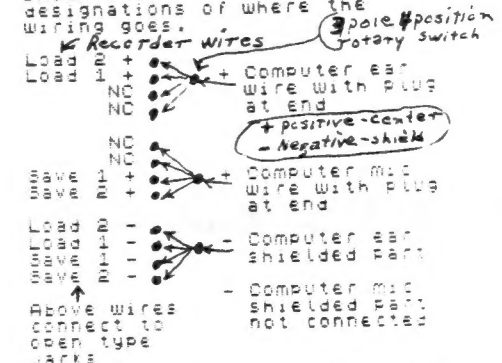 designations of where the
wiring goes.
3 pole 4 position
rotary switch
Recorder wires
Load 2 +
Load 1 +
NC
NC
+ Computer ear
wire with plug
at end
+ positive-center
- Negative-shield
NC
NC
Save 1 +
Save 2 +
+ Computer mic
wire with plug
at end
Load 2 -
Load 1 -
Save 1 -
Save 2 -
- Computer ear
shielded part
Above wires
connect to
open type
jacks
- Computer mic
shielded part
not connected